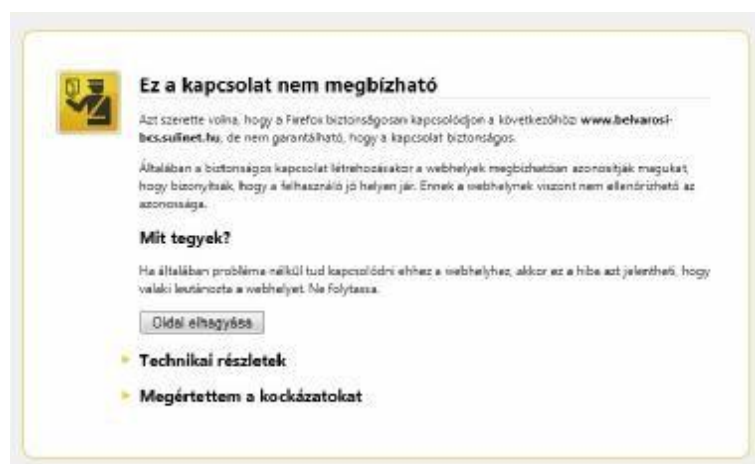 Ez a kapcsolat nem megbízható
Azt szerette volna, hogy a Firefox biztonságosan kapcsolódjon a következőhöz: www.belvarosi-
bcs.sulinet.hu, de nem garantálható, hogy a kapcsolat biztonságos.
Általában a biztonságos kapcsolat létrehozásakor a webhelyek megbízhatóan azonosítják magukat,
hogy bizonyítsák, hogy a felhasználó jó helyen jár. Ennek a webhelynek viszont nem ellenőrizhető az
azonossága.
Mit tegyek?
Ha általában probléma nélkül tud kapcsolódni ehhez a webhelyhez, akkor ez a hiba azt jelentheti, hogy
valaki leutánozta a webhelyet. Ne folytassa.
Oldal elhagyása
Technikai részletek
Megértettem a kockázatokat